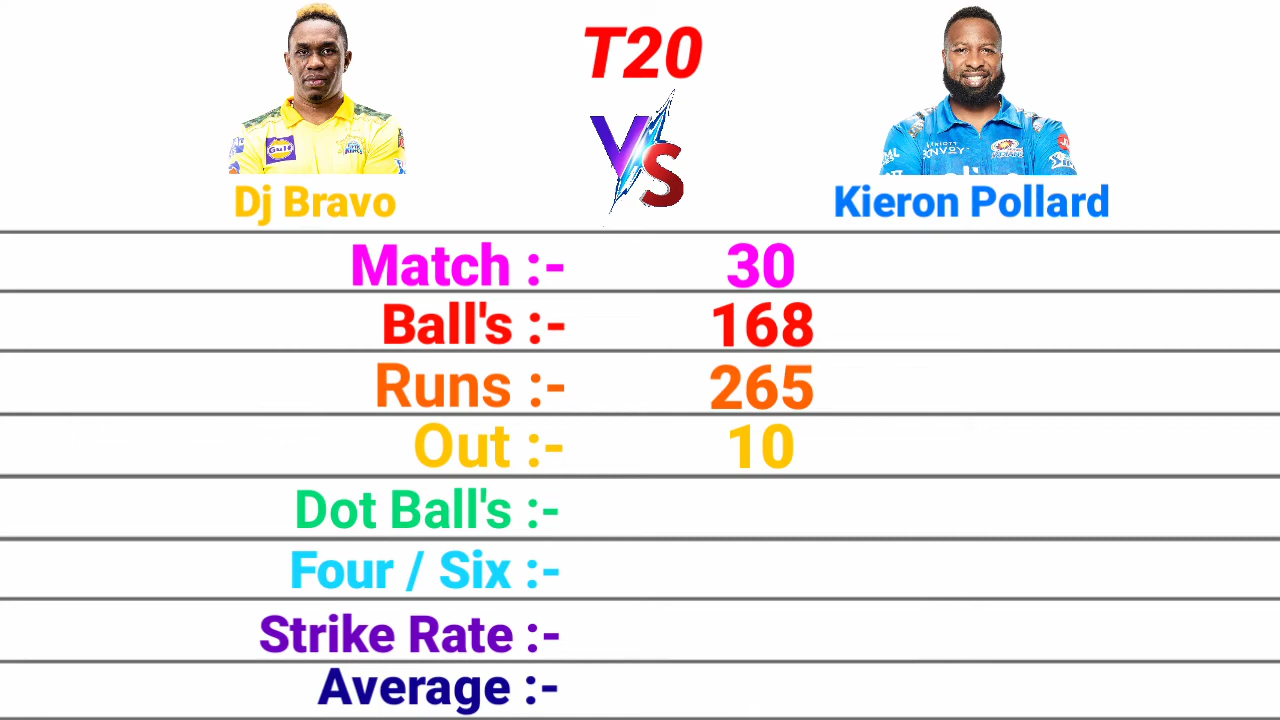 T20
VS
Gulf
Dj Bravo
Kieron Pollard
Match :- 30
Ball's :- 168
Runs :- 265
Out :- 10
Dot Ball's :-
Four / Six :-
Strike Rate :-
Average :-